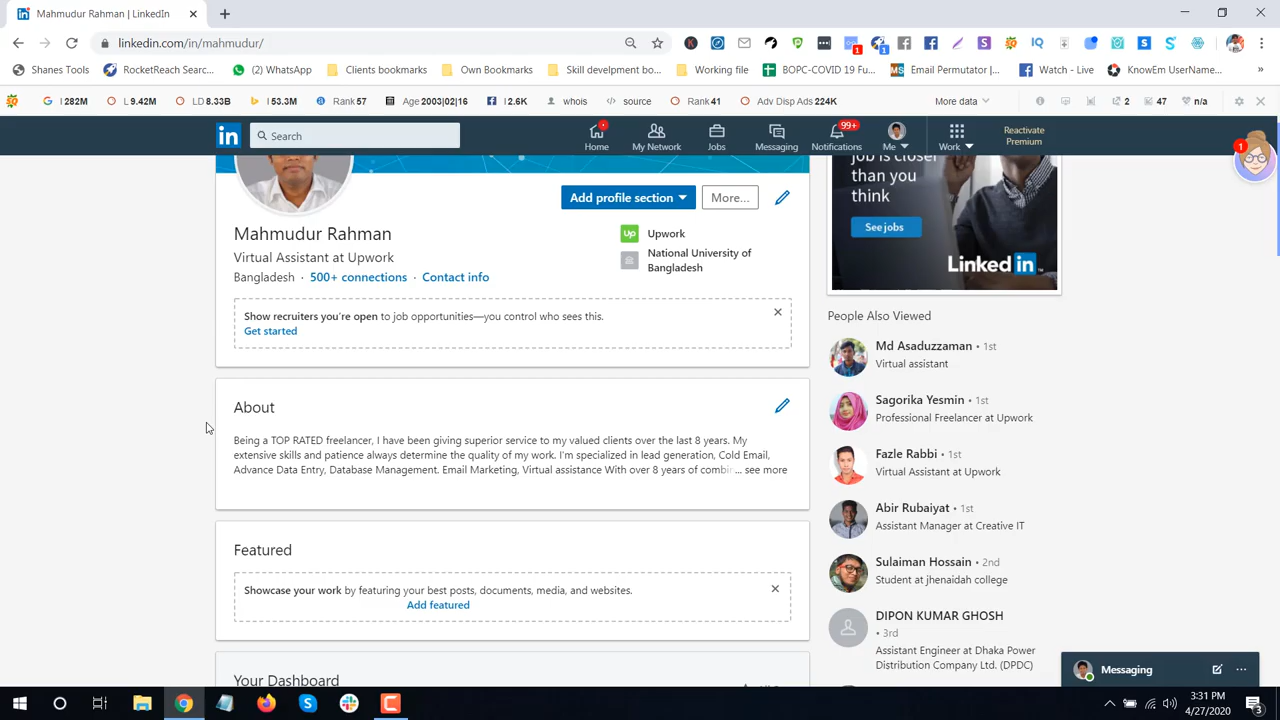 Mahmudur Rahman | LinkedIn
linkedin.com/in/mahmudur/
Shanes Tools
RocketReach Searc...
(2) WhatsApp
Clients bookmarks
Own Bookmarks
Skill develpment bo...
Working file
BOPC-COVID 19 Fu...
Email Permutator |...
Watch - Live
KnowEm UserName...
I 282M
L 9.42M
LD 8.33B
I 53.3M
Rank 57
Age 2003|02|16
I 2.6K
whois
source
Rank 41
Adv Disp Ads 224K
More data
2
47
n/a
in
Search
Home
My Network
Jobs
Messaging
99+
Notifications
Me
Work
Reactivate
Premium
1
job is closer
than you
think
See jobs
Linked in
Add profile section
More...
Mahmudur Rahman
Virtual Assistant at Upwork
Bangladesh · 500+ connections · Contact info
Up Upwork
National University of
Bangladesh
Show recruiters you're open to job opportunities—you control who sees this.
Get started
About
Being a TOP RATED freelancer, I have been giving superior service to my valued clients over the last 8 years. My
extensive skills and patience always determine the quality of my work. I'm specialized in lead generation, Cold Email,
Advance Data Entry, Database Management. Email Marketing, Virtual assistance With over 8 years of combi... see more
Featured
Showcase your work by featuring your best posts, documents, media, and websites.
Add featured
Your Dashboard
People Also Viewed
Md Asaduzzaman • 1st
Virtual assistant
Sagorika Yesmin • 1st
Professional Freelancer at Upwork
Fazle Rabbi • 1st
Virtual Assistant at Upwork
Abir Rubaiyat • 1st
Assistant Manager at Creative IT
Sulaiman Hossain • 2nd
Student at jhenaidah college
DIPON KUMAR GHOSH
• 3rd
Assistant Engineer at Dhaka Power
Distribution Company Ltd. (DPDC)
Messaging
3:31 PM
4/27/2020
3